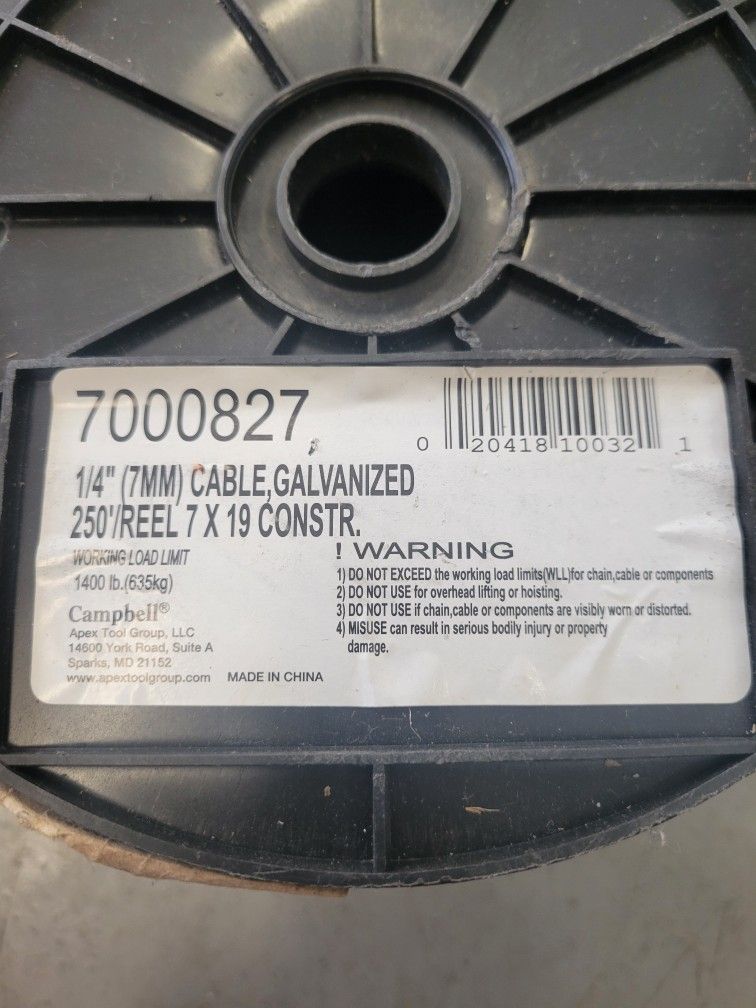 7000827
0 20418 10032 1
1/4" (7MM) CABLE,GALVANIZED
250'/REEL 7 X 19 CONSTR.
WORKING LOAD LIMIT
1400 lb.(635kg)
Campbell®
Apex Tool Group, LLC
14600 York Road, Suite A
Sparks, MD 21152
www.apextoolgroup.com MADE IN CHINA
! WARNING
1) DO NOT EXCEED the working load limits(WLL)for chain,cable or components
2) DO NOT USE for overhead lifting or hoisting.
3) DO NOT USE if chain,cable or components are visibly worn or distorted.
4) MISUSE can result in serious bodily injury or property
damage.